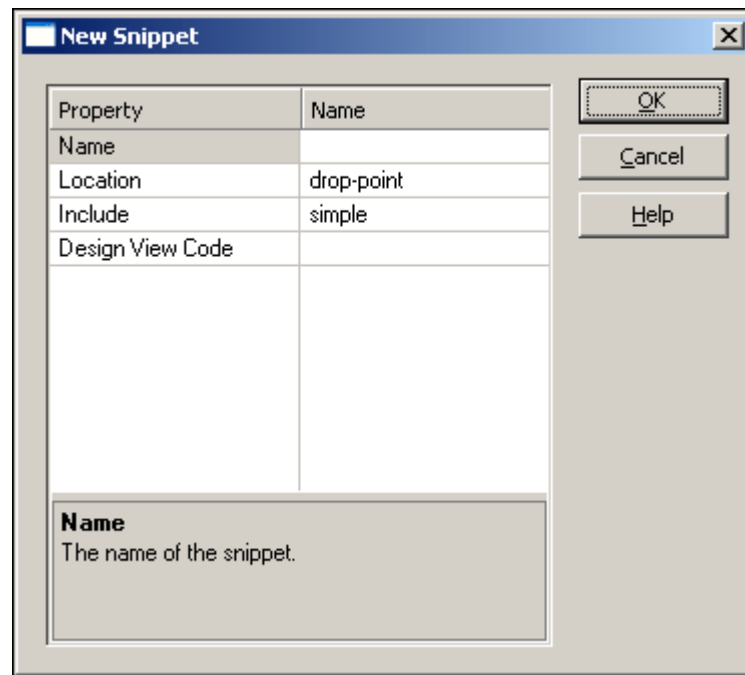 New Snippet
Property Name
Name
Location drop-point
Include simple
Design View Code
Name
The name of the snippet.
OK
Cancel
Help